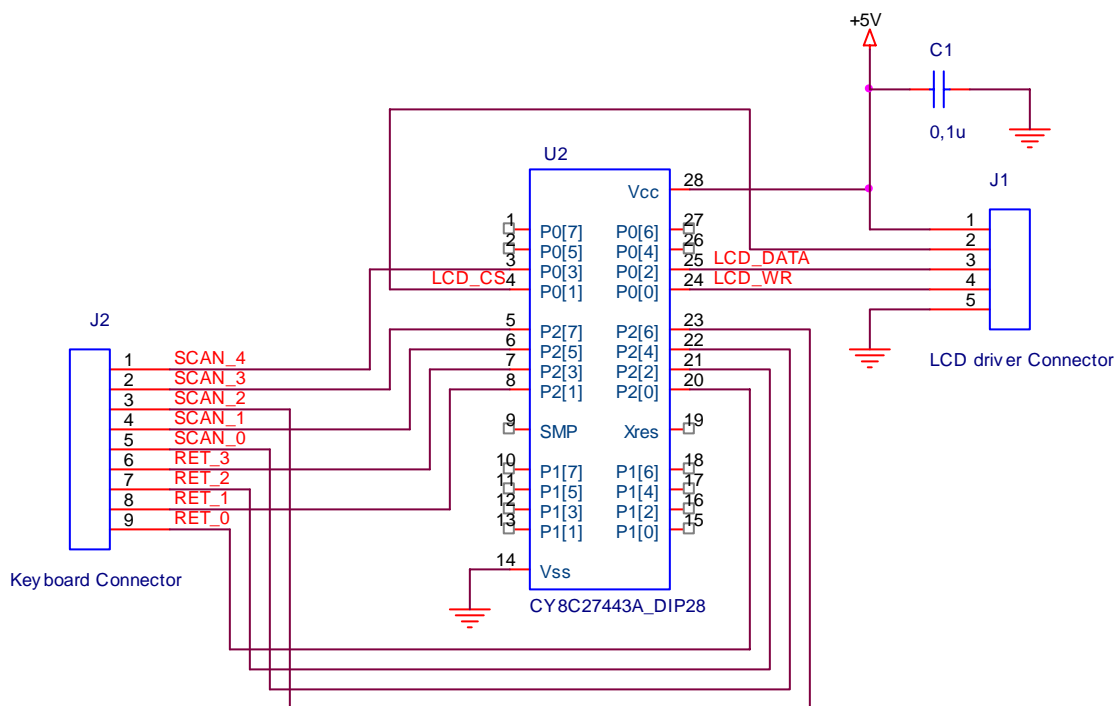 +5V
C1
0,1u
U2
J1
Vcc
28
1
P0[7]
P0[6]
27
2
P0[5]
P0[4]
26
3
P0[3]
P0[2]
25
LCD_DATA
LCD_CS
4
P0[1]
P0[0]
24
LCD_WR
1
2
3
4
5
LCD driver Connector
5
P2[7]
P2[6]
23
6
P2[5]
P2[4]
22
7
P2[3]
P2[2]
21
8
P2[1]
P2[0]
20
9
SMP
Xres
19
10
P1[7]
P1[6]
18
11
P1[5]
P1[4]
17
12
P1[3]
P1[2]
16
13
P1[1]
P1[0]
15
14
Vss
CY8C27443A_DIP28
J2
1
SCAN_4
2
SCAN_3
3
SCAN_2
4
SCAN_1
5
SCAN_0
6
RET_3
7
RET_2
8
RET_1
9
RET_0
Keyboard Connector